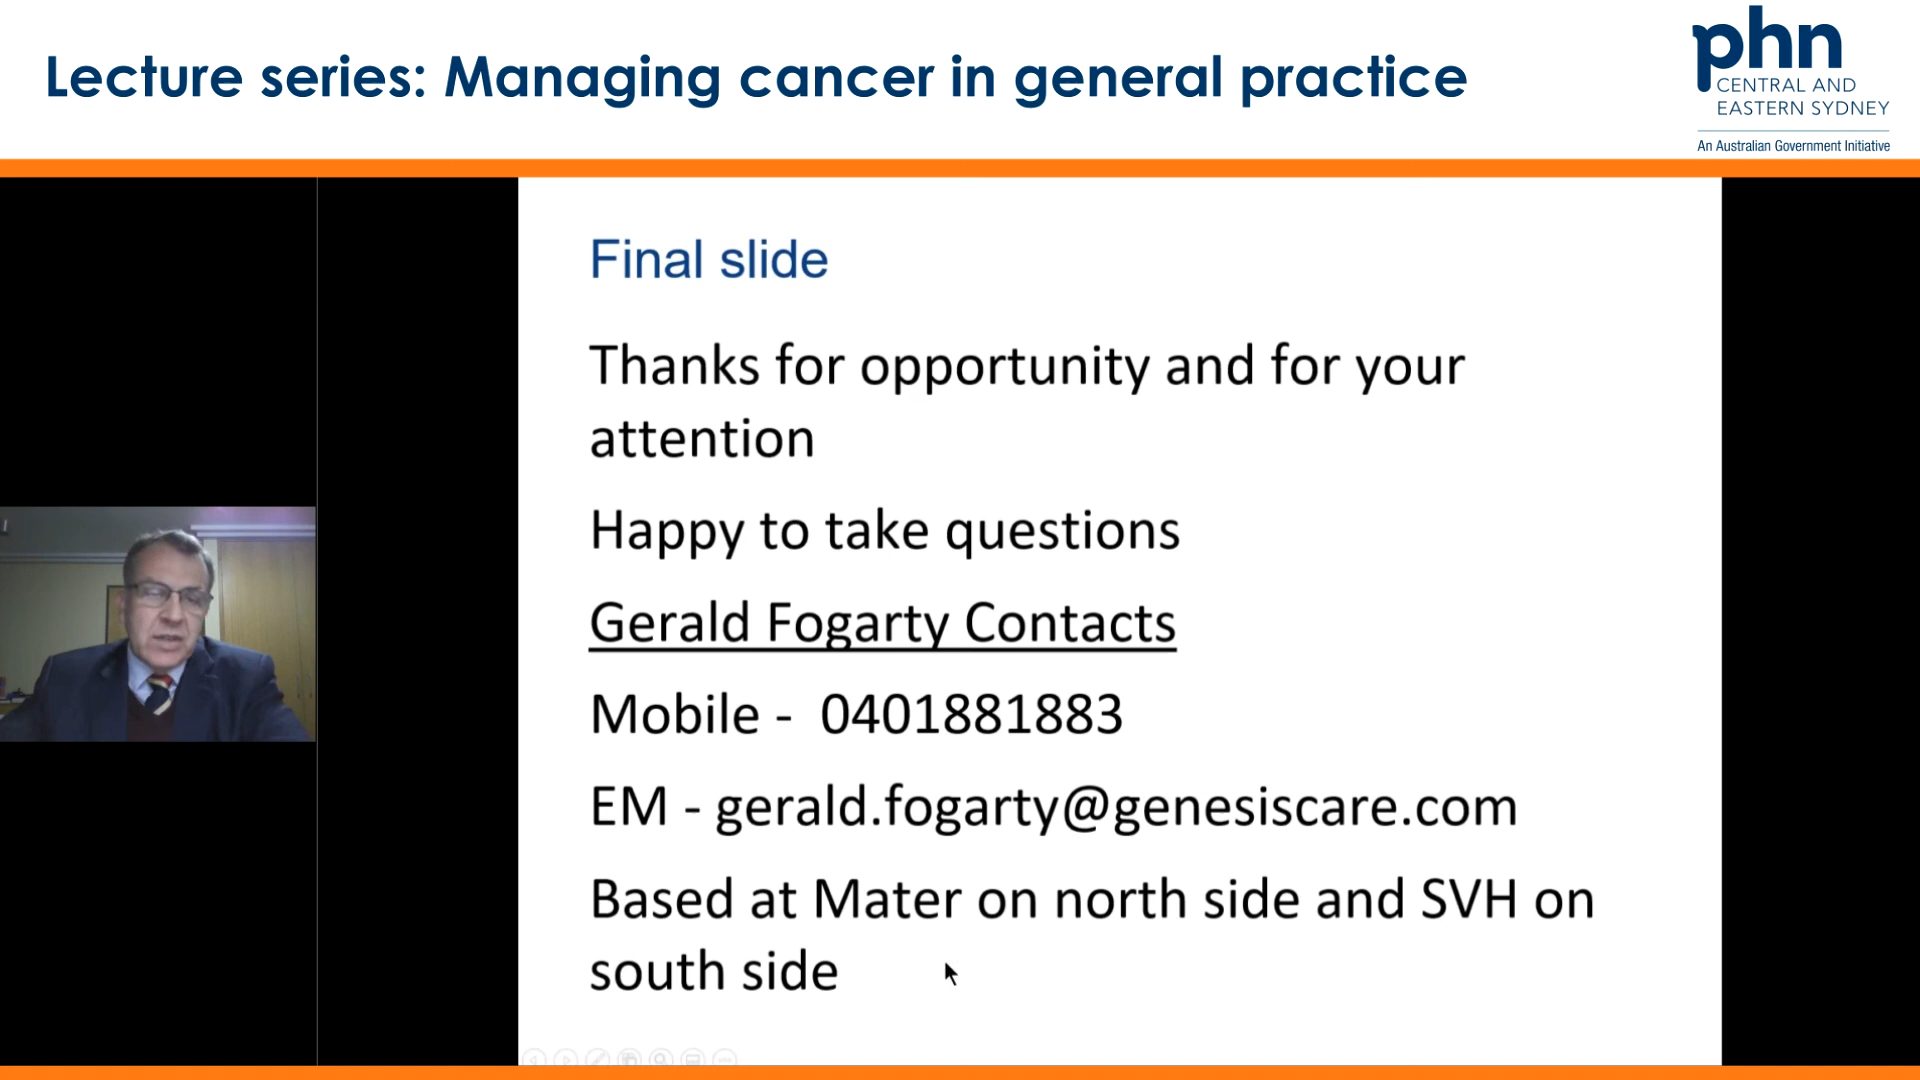 Lecture series: Managing cancer in general practice
phn
CENTRAL AND
EASTERN SYDNEY
An Australian Government Initiative
Final slide
Thanks for opportunity and for your
attention
Happy to take questions
Gerald Fogarty Contacts
Mobile -  0401881883
EM - gerald.fogarty@genesiscare.com
Based at Mater on north side and SVH on
south side